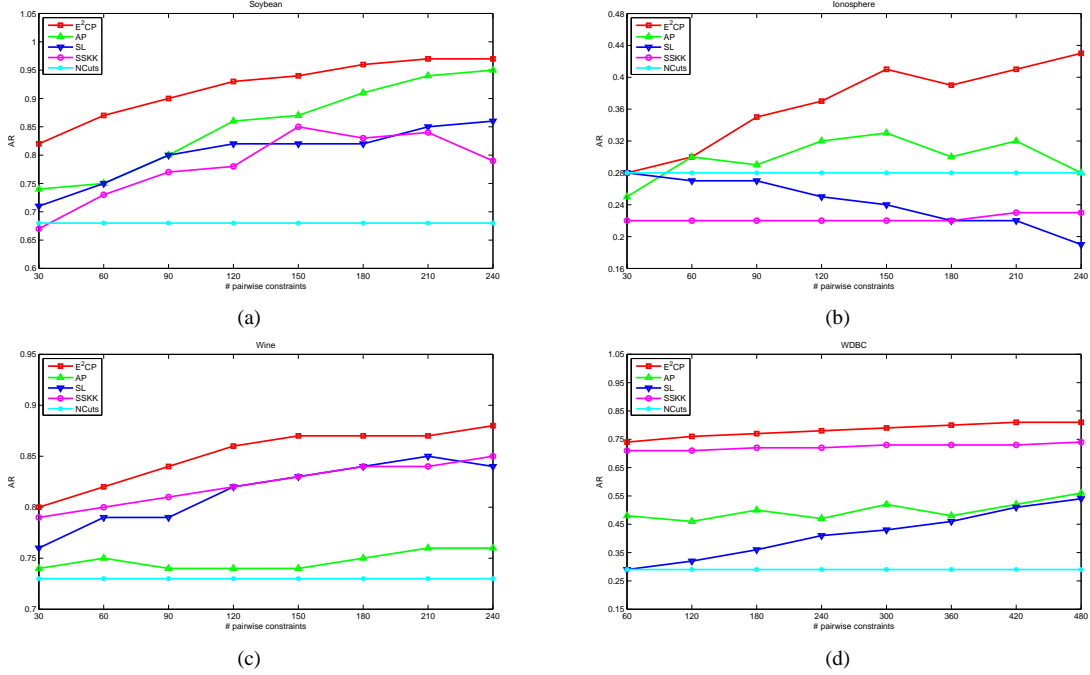 Soybean
1.05
1
0.95
0.9
0.85
0.8
0.75
0.7
0.65
0.6
AR
E²CP
AP
SL
SSKK
NCuts
30 60 90 120 150 180 210 240
# pairwise constraints
(a)
Ionosphere
0.48
0.44
0.4
0.36
0.32
0.28
0.24
0.2
0.16
AR
E²CP
AP
SL
SSKK
NCuts
30 60 90 120 150 180 210 240
# pairwise constraints
(b)
Wine
0.95
0.9
0.85
0.8
0.75
0.7
AR
E²CP
AP
SL
SSKK
NCuts
30 60 90 120 150 180 210 240
# pairwise constraints
(c)
WDBC
1.05
0.95
0.85
0.75
0.65
0.55
0.45
0.35
0.25
0.15
AR
E²CP
AP
SL
SSKK
NCuts
60 120 180 240 300 360 420 480
# pairwise constraints
(d)